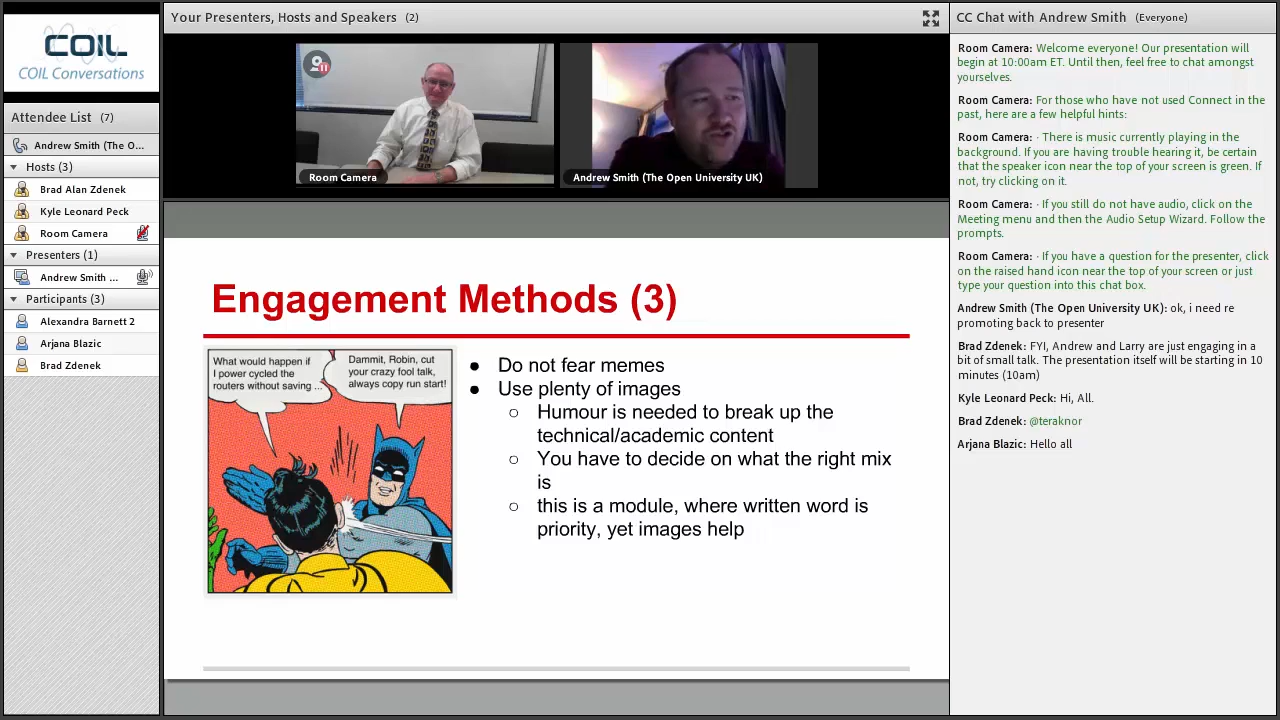 COIL
COIL Conversations
Attendee List (7)
Andrew Smith (The O...
Hosts (3)
Brad Alan Zdenek
Kyle Leonard Peck
Room Camera
Presenters (1)
Andrew Smith ...
Participants (3)
Alexandra Barnett 2
Arjana Blazic
Brad Zdenek
Your Presenters, Hosts and Speakers (2)
Room Camera
Andrew Smith (The Open University UK)
Engagement Methods (3)
What would happen if
I power cycled the
routers without saving ...
Dammit, Robin, cut
your crazy fool talk,
always copy run start!
● Do not fear memes
● Use plenty of images
○ Humour is needed to break up the
technical/academic content
○ You have to decide on what the right mix
is
○ this is a module, where written word is
priority, yet images help
CC Chat with Andrew Smith (Everyone)
Room Camera: Welcome everyone! Our presentation will
begin at 10:00am ET. Until then, feel free to chat amongst
yourselves.
Room Camera: For those who have not used Connect in the
past, here are a few helpful hints:
Room Camera: · There is music currently playing in the
background. If you are having trouble hearing it, be certain
that the speaker icon near the top of your screen is green. If
not, try clicking on it.
Room Camera: · If you still do not have audio, click on the
Meeting menu and then the Audio Setup Wizard. Follow the
prompts.
Room Camera: · If you have a question for the presenter, click
on the raised hand icon near the top of your screen or just
type your question into this chat box.
Andrew Smith (The Open University UK): ok, i need re
promoting back to presenter
Brad Zdenek: FYI, Andrew and Larry are just engaging in a
bit of small talk. The presentation itself will be starting in 10
minutes (10am)
Kyle Leonard Peck: Hi, All.
Brad Zdenek: @teraknor
Arjana Blazic: Hello all